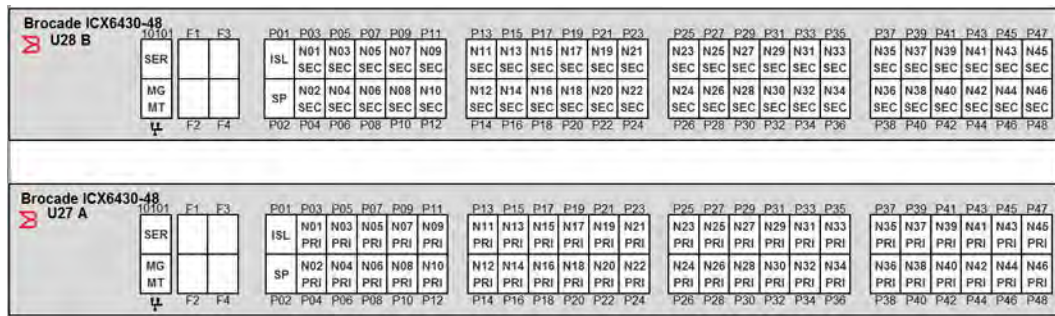 Brocade ICX6430-48
U28 B
10101 F1 F3 P01 P03 P05 P07 P09 P11 P13 P15 P17 P19 P21 P23 P25 P27 P29 P31 P33 P35 P37 P39 P41 P43 P45 P47
SER ISL N01 N03 N05 N07 N09 N11 N13 N15 N17 N19 N21 N23 N25 N27 N29 N31 N33 N35 N37 N39 N41 N43 N45
SEC SEC SEC SEC SEC SEC SEC SEC SEC SEC SEC SEC SEC SEC SEC SEC SEC SEC SEC SEC SEC SEC SEC
MG SP N02 N04 N06 N08 N10 N12 N14 N16 N18 N20 N22 N24 N26 N28 N30 N32 N34 N36 N38 N40 N42 N44 N46
MT SEC SEC SEC SEC SEC SEC SEC SEC SEC SEC SEC SEC SEC SEC SEC SEC SEC SEC SEC SEC SEC SEC SEC
F2 F4 P02 P04 P06 P08 P10 P12 P14 P16 P18 P20 P22 P24 P26 P28 P30 P32 P34 P36 P38 P40 P42 P44 P46 P48
Brocade ICX6430-48
U27 A
10101 F1 F3 P01 P03 P05 P07 P09 P11 P13 P15 P17 P19 P21 P23 P25 P27 P29 P31 P33 P35 P37 P39 P41 P43 P45 P47
SER ISL N01 N03 N05 N07 N09 N11 N13 N15 N17 N19 N21 N23 N25 N27 N29 N31 N33 N35 N37 N39 N41 N43 N45
PRI PRI PRI PRI PRI PRI PRI PRI PRI PRI PRI PRI PRI PRI PRI PRI PRI PRI PRI PRI PRI PRI PRI
MG SP N02 N04 N06 N08 N10 N12 N14 N16 N18 N20 N22 N24 N26 N28 N30 N32 N34 N36 N38 N40 N42 N44 N46
MT PRI PRI PRI PRI PRI PRI PRI PRI PRI PRI PRI PRI PRI PRI PRI PRI PRI PRI PRI PRI PRI PRI PRI
F2 F4 P02 P04 P06 P08 P10 P12 P14 P16 P18 P20 P22 P24 P26 P28 P30 P32 P34 P36 P38 P40 P42 P44 P46 P48